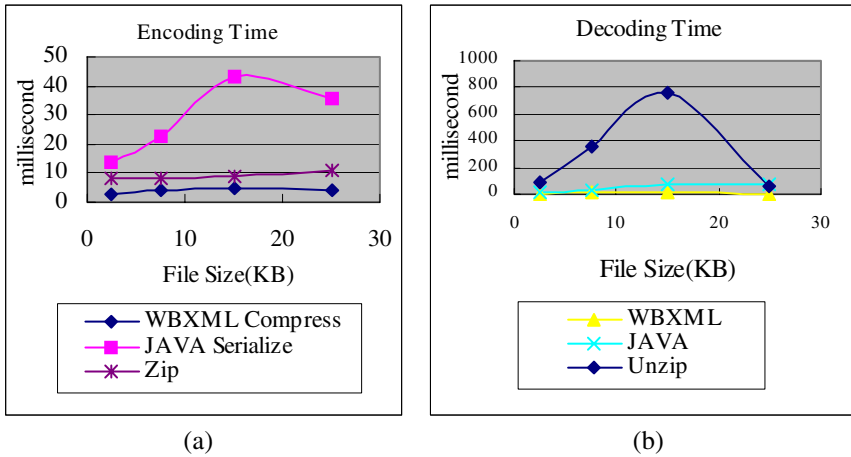 Encoding Time
millisecond
50
40
30
20
10
0
0 10 20 30
File Size(KB)
WBXML Compress
JAVA Serialize
Zip
(a)
Decoding Time
millisecond
1000
800
600
400
200
0
0 10 20 30
File Size(KB)
WBXML
JAVA
Unzip
(b)